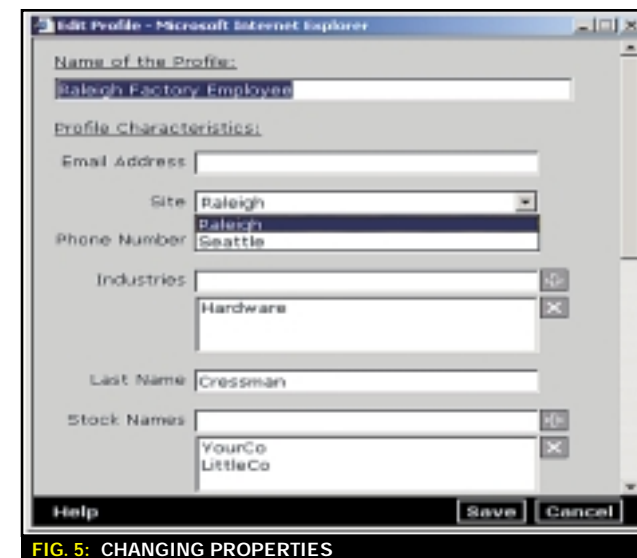 Edit Profile - Microsoft Internet Explorer
Name of the Profile:
Raleigh Factory Employee
Profile Characteristics:
Email Address
Site Raleigh
Raleigh
Seattle
Phone Number
Industries
Hardware
Last Name Cressman
Stock Names
YourCo
LittleCo
Help Save Cancel
FIG. 5: CHANGING PROPERTIES